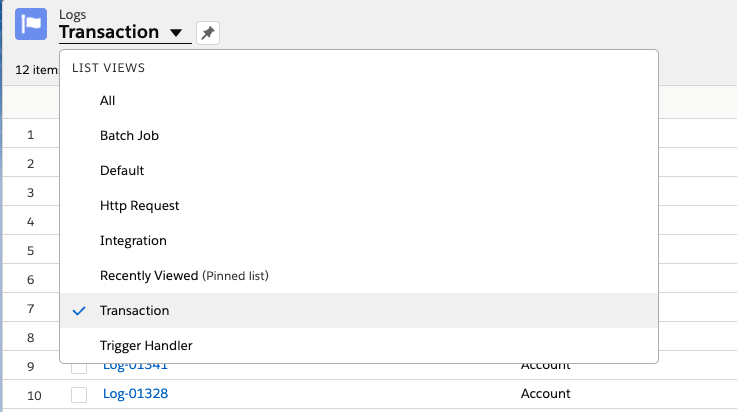 Logs
Transaction
12 item
LIST VIEWS
All
Batch Job
Default
Http Request
Integration
Recently Viewed (Pinned list)
Transaction
Trigger Handler
1
2
3
4
5
6
7
8
9 Log-01341 Account
10 Log-01328 Account